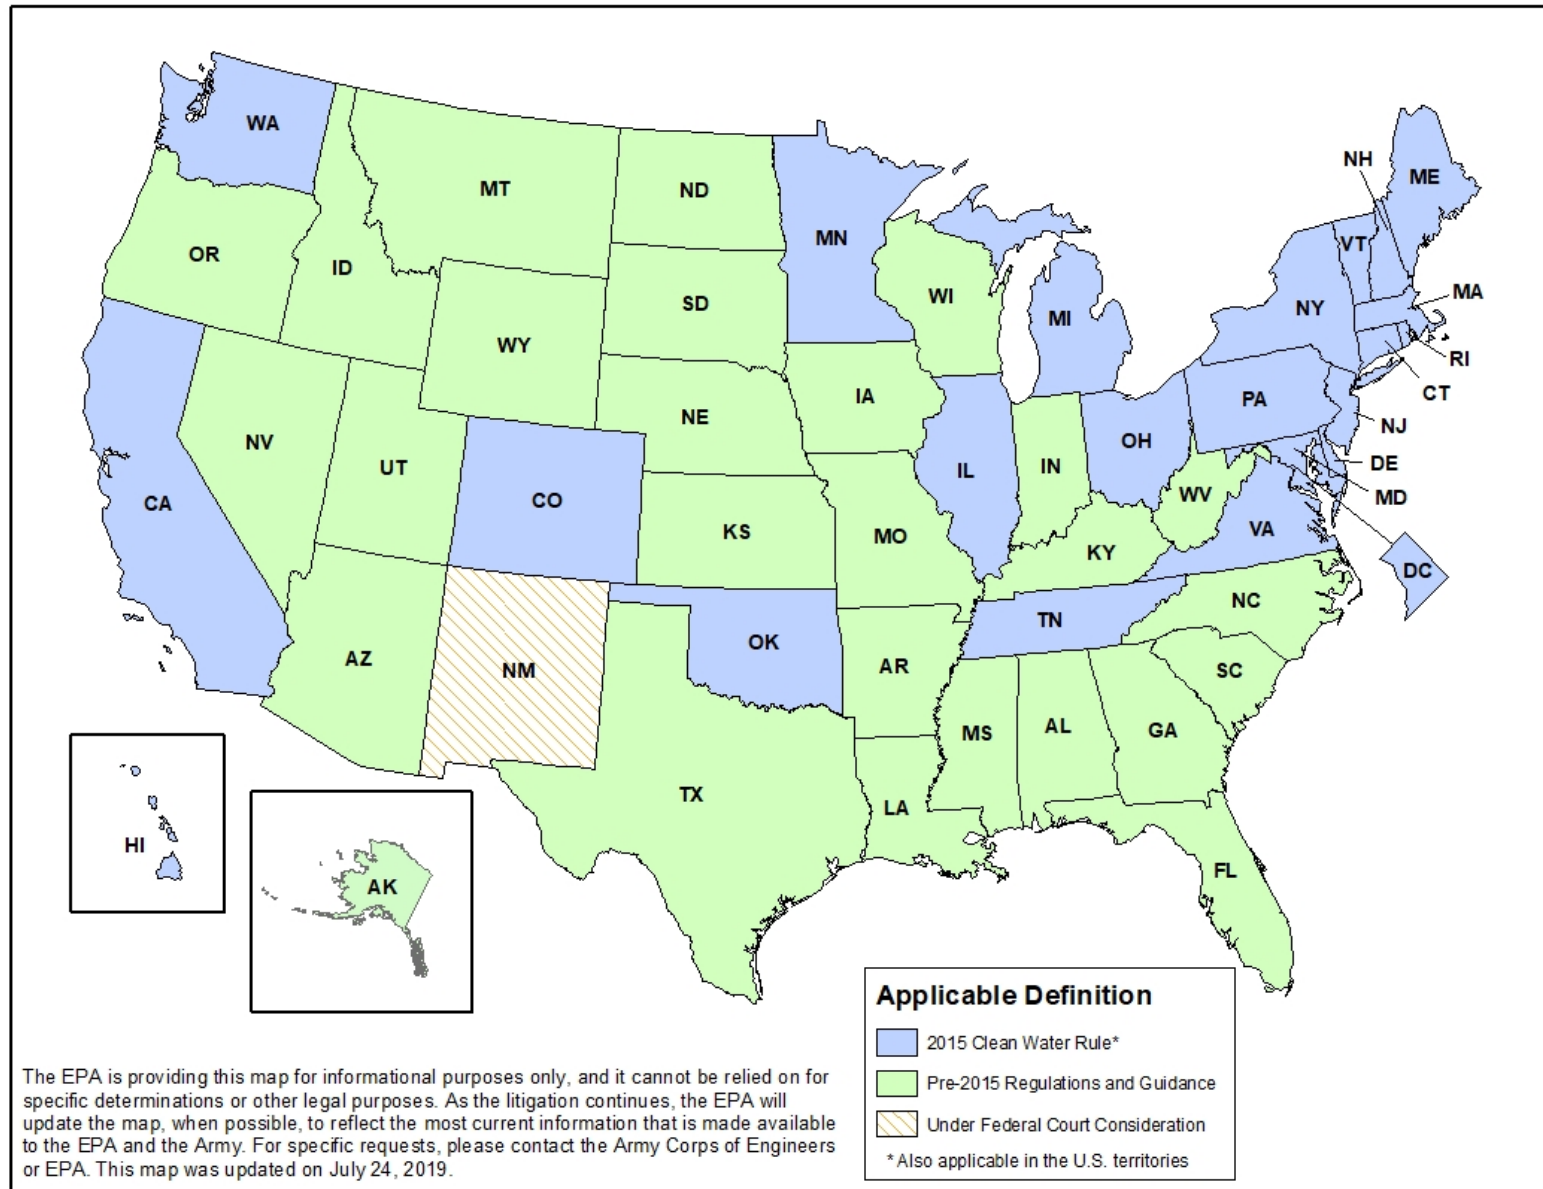 WA
MT
ND
MN
NH
ME
OR
ID
SD
WI
MI
VT
NY
MA
WY
RI
CT
IA
NE
PA
NJ
NV
UT
CO
IL
IN
OH
DE
MD
CA
KS
MO
WV
VA
KY
DC
NC
TN
OK
AZ
NM
AR
SC
MS
AL
GA
TX
LA
HI
AK
FL
Applicable Definition
2015 Clean Water Rule*
Pre-2015 Regulations and Guidance
Under Federal Court Consideration
* Also applicable in the U.S. territories
The EPA is providing this map for informational purposes only, and it cannot be relied on for
specific determinations or other legal purposes. As the litigation continues, the EPA will
update the map, when possible, to reflect the most current information that is made available
to the EPA and the Army. For specific requests, please contact the Army Corps of Engineers
or EPA. This map was updated on July 24, 2019.